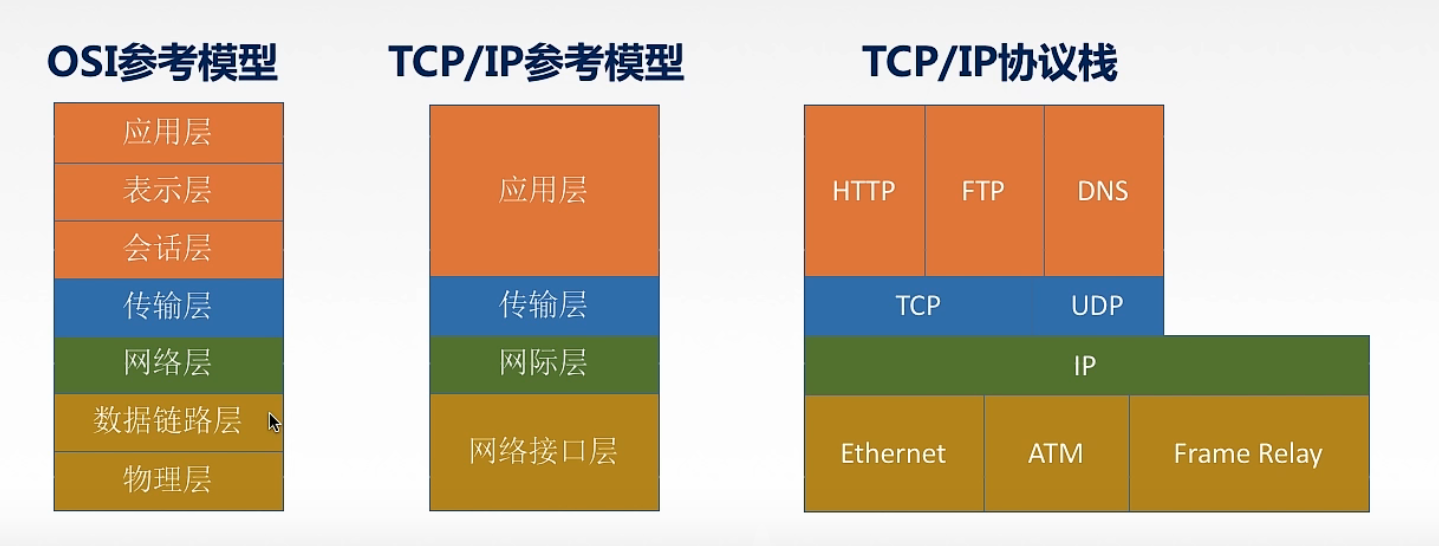 OSI参考模型
应用层
表示层
会话层
传输层
网络层
数据链路层
物理层
TCP/IP参考模型
应用层
传输层
网际层
网络接口层
TCP/IP协议栈
HTTP FTP DNS
TCP UDP
IP
Ethernet ATM Frame Relay